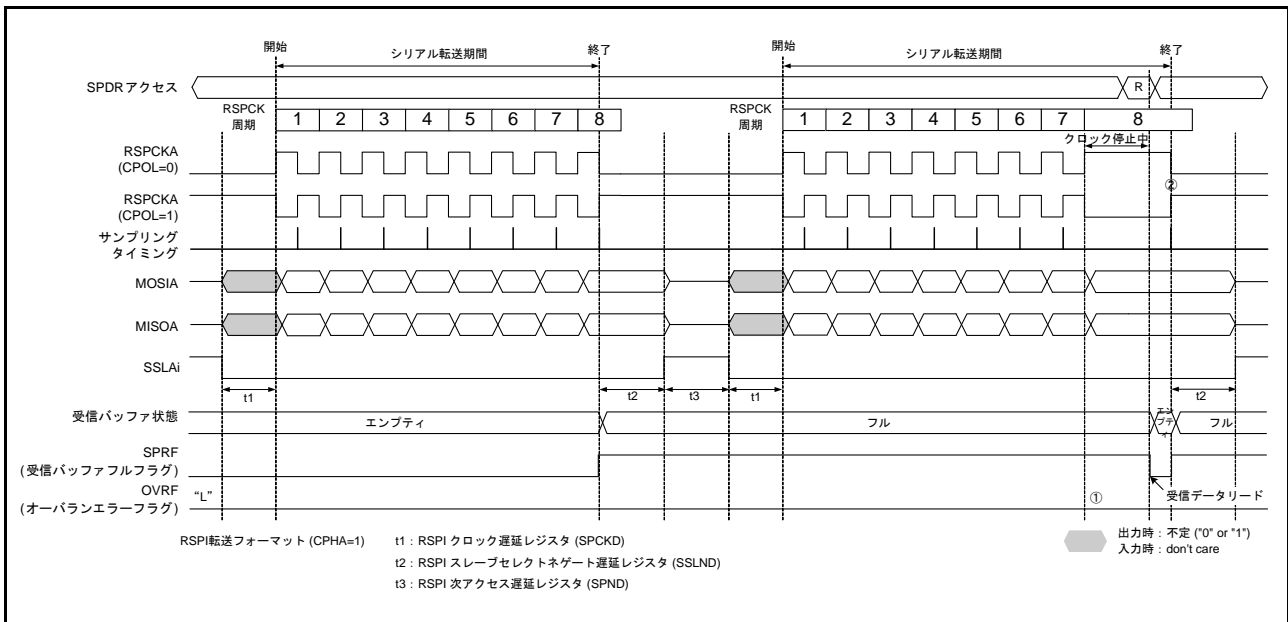 開始
シリアル転送期間
終了
開始
シリアル転送期間
終了
SPDRアクセス
R
RSPCK
周期
1 2 3 4 5 6 7 8
RSPCK
周期
1 2 3 4 5 6 7 8
クロック停止中
RSPCKA
(CPOL=0)
②
RSPCKA
(CPOL=1)
サンプリング
タイミング
MOSIA
MISOA
SSLAi
t1
t2
t3
t1
t2
受信バッファ状態
エンプティ
フル
エンプティ
フル
SPRF
(受信バッファフルフラグ)
OVRF
(オーバランエラーフラグ)
“L”
①
受信データリード
RSPI転送フォーマット (CPHA=1)
t1 : RSPI クロック遅延レジスタ (SPCKD)
t2 : RSPI スレーブセレクトネゲート遅延レジスタ (SSLND)
t3 : RSPI 次アクセス遅延レジスタ (SPND)
出力時 : 不定 ("0" or "1")
入力時 : don't care